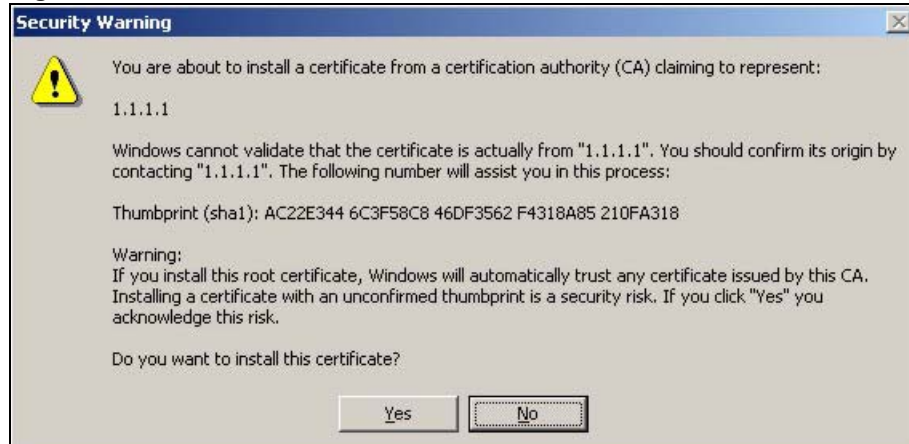 Security Warning
You are about to install a certificate from a certification authority (CA) claiming to represent:
1.1.1.1
Windows cannot validate that the certificate is actually from "1.1.1.1". You should confirm its origin by
contacting "1.1.1.1". The following number will assist you in this process:
Thumbprint (sha1): AC22E344 6C3F58C8 46DF3562 F4318A85 210FA318
Warning:
If you install this root certificate, Windows will automatically trust any certificate issued by this CA.
Installing a certificate with an unconfirmed thumbprint is a security risk. If you click "Yes" you
acknowledge this risk.
Do you want to install this certificate?
Yes No